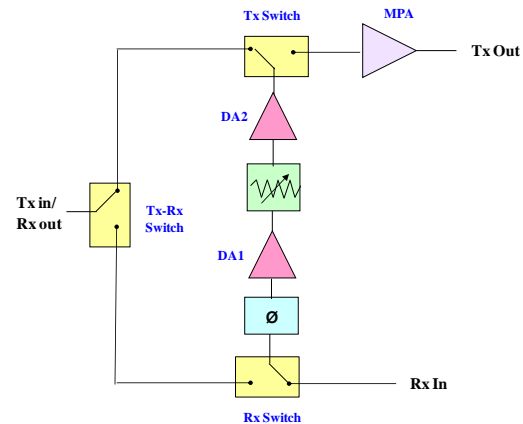 Tx Switch
MPA
Tx Out
DA2
Tx in/
Rx out
Tx-Rx
Switch
DA1
Ø
Rx In
Rx Switch